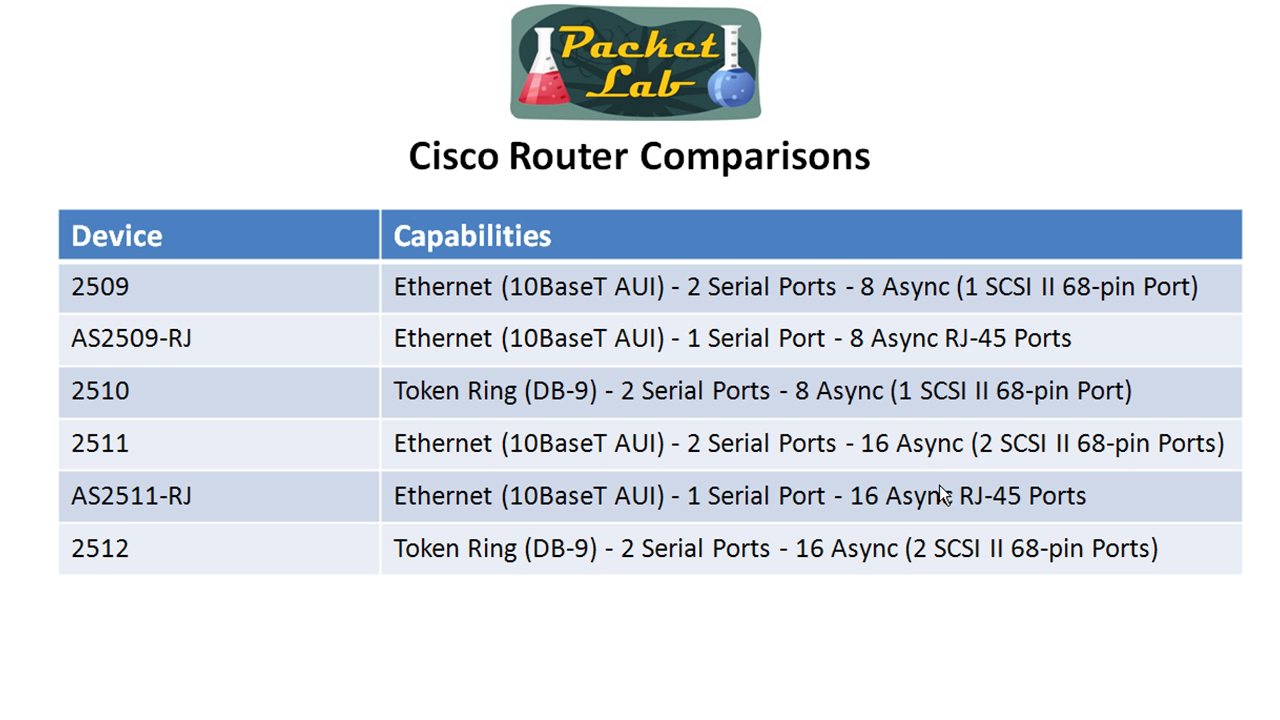 Packet
Lab
Cisco Router Comparisons
Device Capabilities
2509 Ethernet (10BaseT AUI) - 2 Serial Ports - 8 Async (1 SCSI II 68-pin Port)
AS2509-RJ Ethernet (10BaseT AUI) - 1 Serial Port - 8 Async RJ-45 Ports
2510 Token Ring (DB-9) - 2 Serial Ports - 8 Async (1 SCSI II 68-pin Port)
2511 Ethernet (10BaseT AUI) - 2 Serial Ports - 16 Async (2 SCSI II 68-pin Ports)
AS2511-RJ Ethernet (10BaseT AUI) - 1 Serial Port - 16 Async RJ-45 Ports
2512 Token Ring (DB-9) - 2 Serial Ports - 16 Async (2 SCSI II 68-pin Ports)